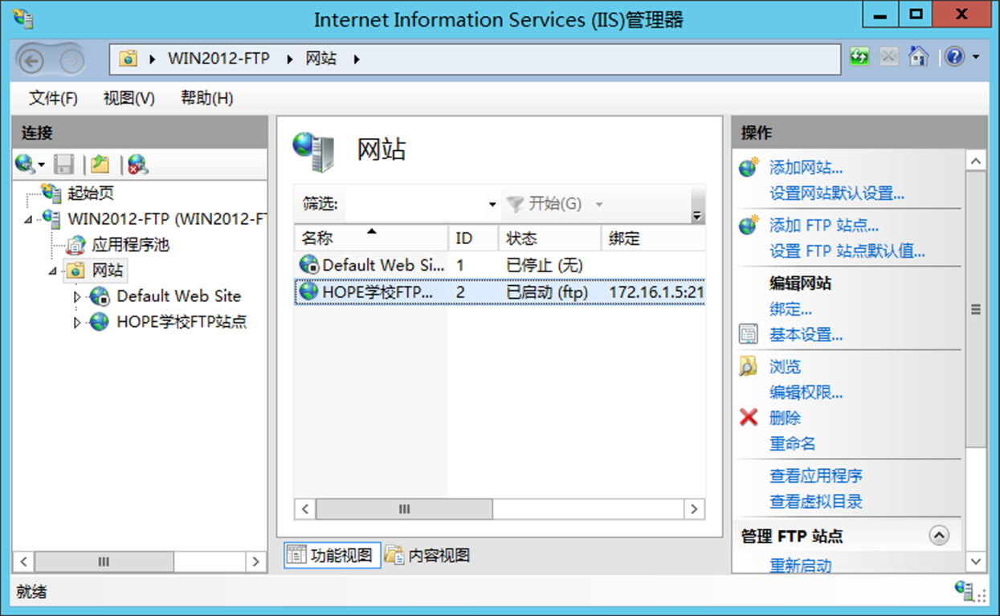 Internet Information Services (IIS)管理器
WIN2012-FTP 网站
文件(F) 视图(V) 帮助(H)
连接
起始页
WIN2012-FTP (WIN2012-FT
应用程序池
网站
Default Web Site
HOPE学校FTP站点
网站
筛选: 开始(G)
名称 ID 状态 绑定
Default Web Si... 1 已停止 (无)
HOPE学校FTP... 2 已启动 (ftp) 172.16.1.5:21
功能视图 内容视图
操作
添加网站...
设置网站默认设置...
添加 FTP 站点...
设置 FTP 站点默认值...
编辑网站
绑定...
基本设置...
浏览
编辑权限...
删除
重命名
查看应用程序
查看虚拟目录
管理 FTP 站点
重新启动
就绪